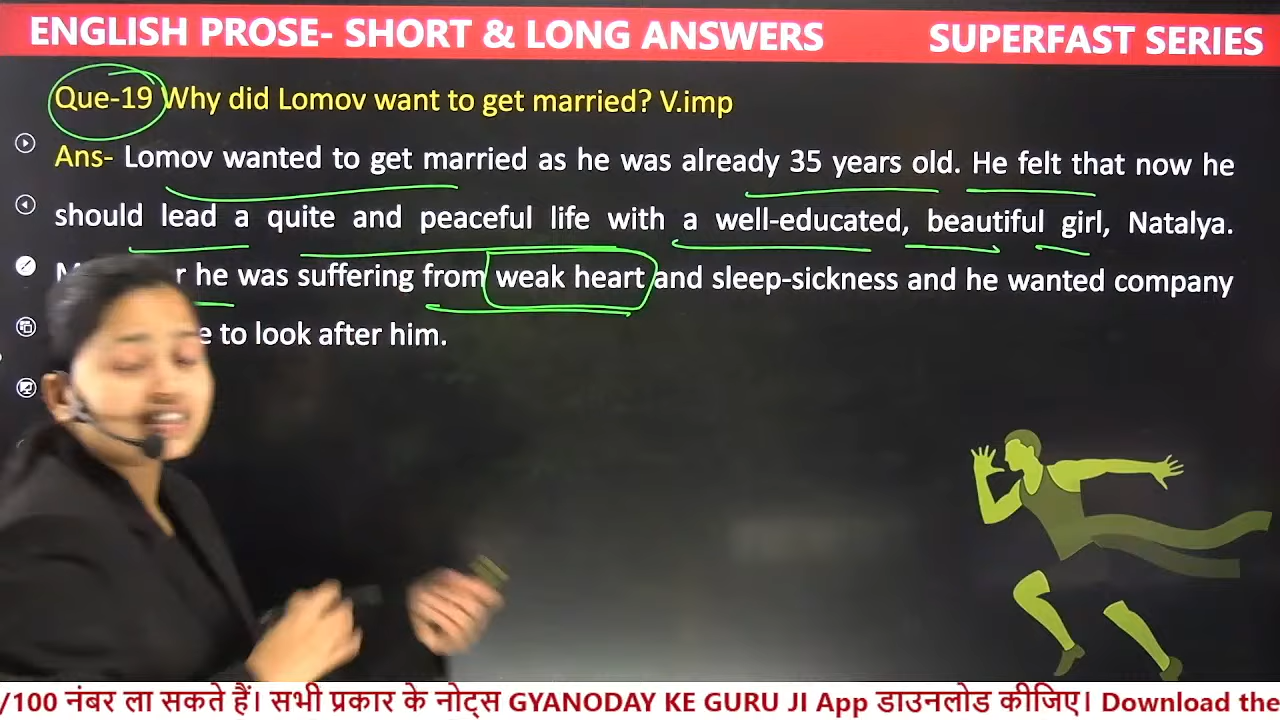 ENGLISH PROSE- SHORT & LONG ANSWERS SUPERFAST SERIES
Que-19 Why did Lomov want to get married? V.imp
Ans- Lomov wanted to get married as he was already 35 years old. He felt that now he
should lead a quite and peaceful life with a well-educated, beautiful girl, Natalya.
he was suffering from weak heart and sleep-sickness and he wanted company
to look after him.
/100 नंबर ला सकते हैं। सभी प्रकार के नोट्स GYANODAY KE GURU JI App डाउनलोड कीजिए। Download the